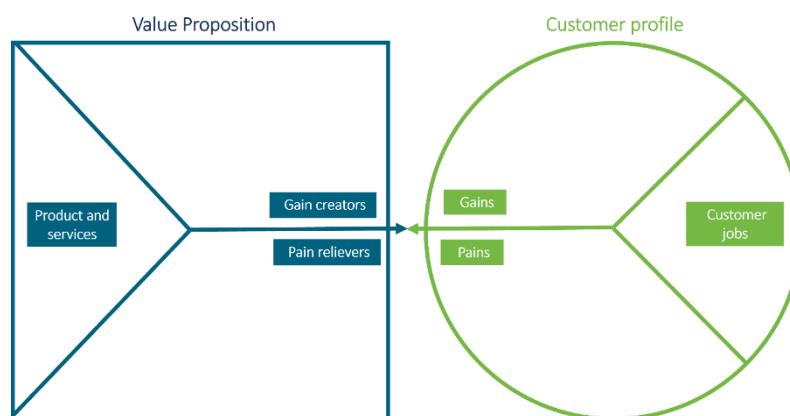 Value Proposition
Customer profile
Gain creators
Gains
Product and
services
Customer
jobs
Pain relievers
Pains